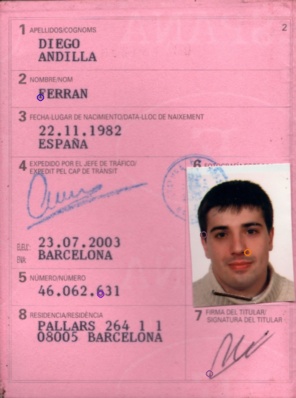 2
1 APELLIDOS/COGNOMS
DIEGO
ANDILLA
2 NOMBRE/NOM
FERRAN
3 FECHA LUGAR DE NACIMIENTO/DATA-LLOC DE NAIXEMENT
22.11.1982
ESPAÑA
4 EXPEDIDO POR EL JEFE DE TRÁFICO/
EXPEDIT PEL CAP DE TRÀNSIT
23.07.2003
BARCELONA
5 NÚMERO/NÚMERO
46.062.631
8 RESIDENCIA/RESIDÈNCIA
PALLARS 264 1 1
08005 BARCELONA
6
7 FIRMA DEL TITULAR/
SIGNATURA DEL TITULAR